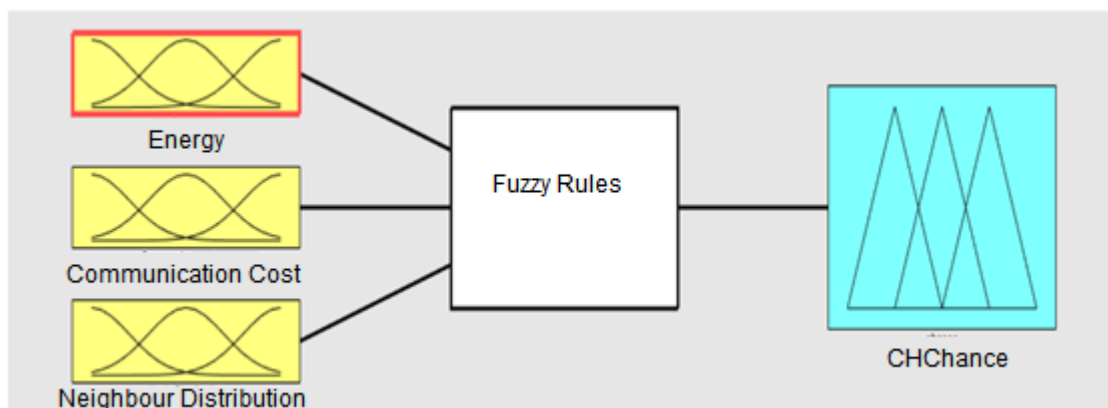 Energy
Fuzzy Rules
Communication Cost
CHChance
Neighbour Distribution